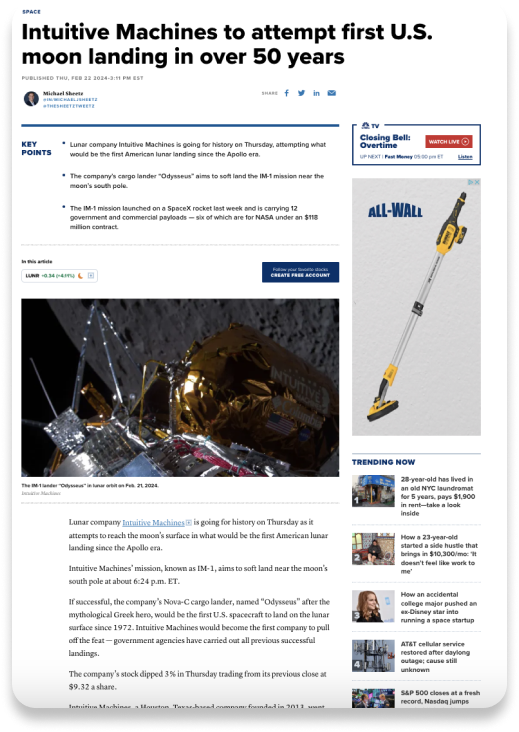 SPACE
Intuitive Machines to attempt first U.S.
moon landing in over 50 years
PUBLISHED THU, FEB 22 2024 3:11 PM EST
Michael Sheetz
@IN/MICHAELJSHEETZ
@THESHEETZTWEETZ
SHARE
KEY
POINTS
Lunar company Intuitive Machines is going for history on Thursday, attempting what
would be the first American lunar landing since the Apollo era.
The company's cargo lander "Odysseus" aims to soft land the IM-1 mission near the
moon's south pole.
The IM-1 mission launched on a SpaceX rocket last week and is carrying 12
government and commercial payloads — six of which are for NASA under an $118
million contract.
In this article
LUNR +0.34 (+4.11%)
Follow your favorite stocks
CREATE FREE ACCOUNT
The IM-1 lander "Odysseus" in lunar orbit on Feb. 21, 2024.
Intuitive Machines
Lunar company Intuitive Machines is going for history on Thursday as it
attempts to reach the moon's surface in what would be the first American lunar
landing since the Apollo era.
Intuitive Machines' mission, known as IM-1, aims to soft land near the moon's
south pole at about 6:24 p.m. ET.
If successful, the company's Nova-C cargo lander, named "Odysseus" after the
mythological Greek hero, would be the first U.S. spacecraft to land on the lunar
surface since 1972. Intuitive Machines would become the first company to pull
off the feat — government agencies have carried out all previous successful
landings.
The company's stock dipped 3% in Thursday trading from its previous close at
$9.32 a share.
Intuitive Machines, a Houston, Texas-based company founded in 2013, went
TV
Closing Bell:
Overtime
WATCH LIVE
UP NEXT | Fast Money 05:00 pm ET
Listen
ALL-WALL
TRENDING NOW
1
28-year-old has lived in
an old NYC laundromat
for 5 years, pays $1,900
in rent—take a look
inside
2
How a 23-year-old
started a side hustle that
brings in $10,300/mo: 'It
doesn't feel like work to
me'
3
How an accidental
college major pushed an
ex-Disney star into
running a space startup
4
AT&T cellular service
restored after daylong
outage; cause still
unknown
S&P 500 closes at a fresh
record, Nasdaq jumps